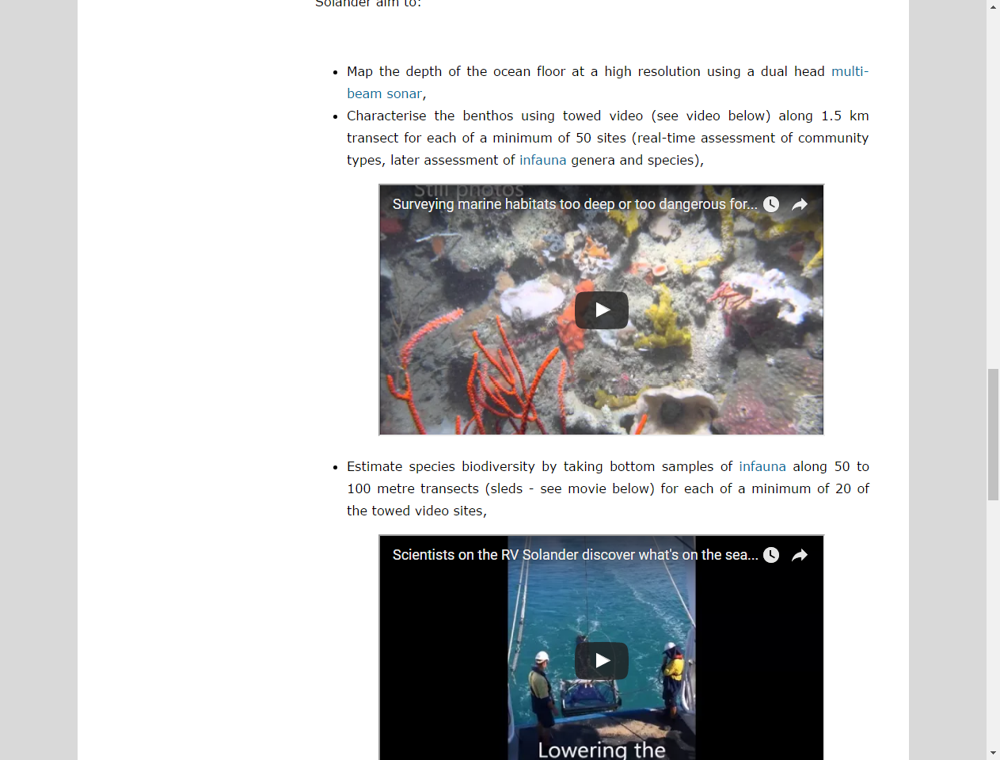 Solander aim to:
Map the depth of the ocean floor at a high resolution using a dual head multi-
beam sonar,
Characterise the benthos using towed video (see video below) along 1.5 km
transect for each of a minimum of 50 sites (real-time assessment of community
types, later assessment of infauna genera and species),
Still photos
Surveying marine habitats too deep or too dangerous for...
Estimate species biodiversity by taking bottom samples of infauna along 50 to
100 metre transects (sleds - see movie below) for each of a minimum of 20 of
the towed video sites,
Scientists on the RV Solander discover what's on the sea...
Lowering the